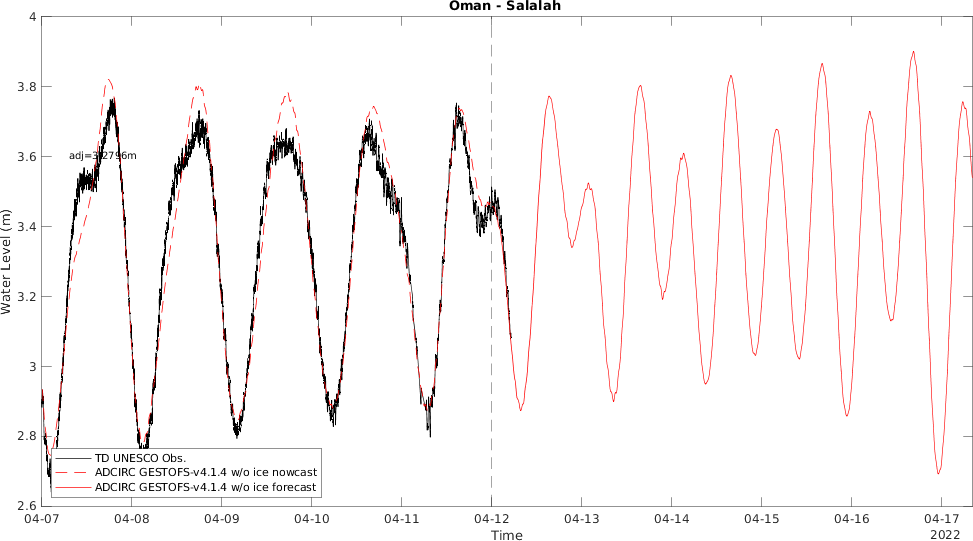 Oman - Salalah
4
3.8
3.6
3.4
3.2
3
2.8
2.6
Water Level (m)
adj=3.2796m
TD UNESCO Obs.
ADCIRC GESTOFS-v4.1.4 w/o ice nowcast
ADCIRC GESTOFS-v4.1.4 w/o ice forecast
04-07 04-08 04-09 04-10 04-11 04-12 04-13 04-14 04-15 04-16 04-17
Time
2022